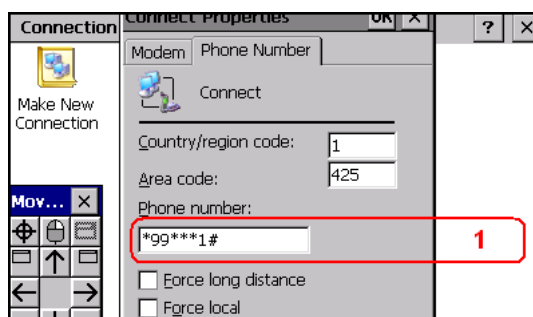 Connection
Connect Properties
OK
×
?
×
Modem
Phone Number
Make New
Connection
Connect
Country/region code:
1
Area code:
425
Mov...
×
Phone number:
*99***1#
1
Force long distance
Force local